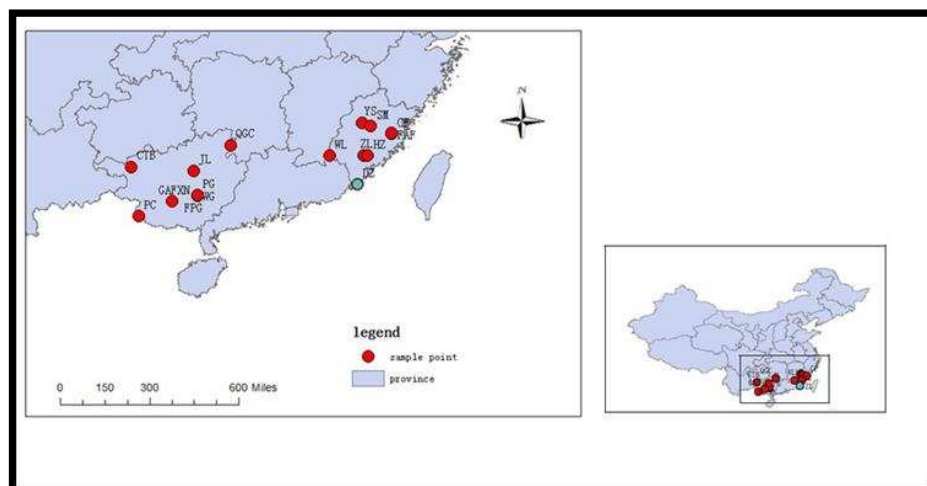 N
YS SM
QGC
WL ZL HZ
CTB JL
DZ
PG
GAFXN WG
PC FPG
legend
sample point
province
0 150 300 600 Miles